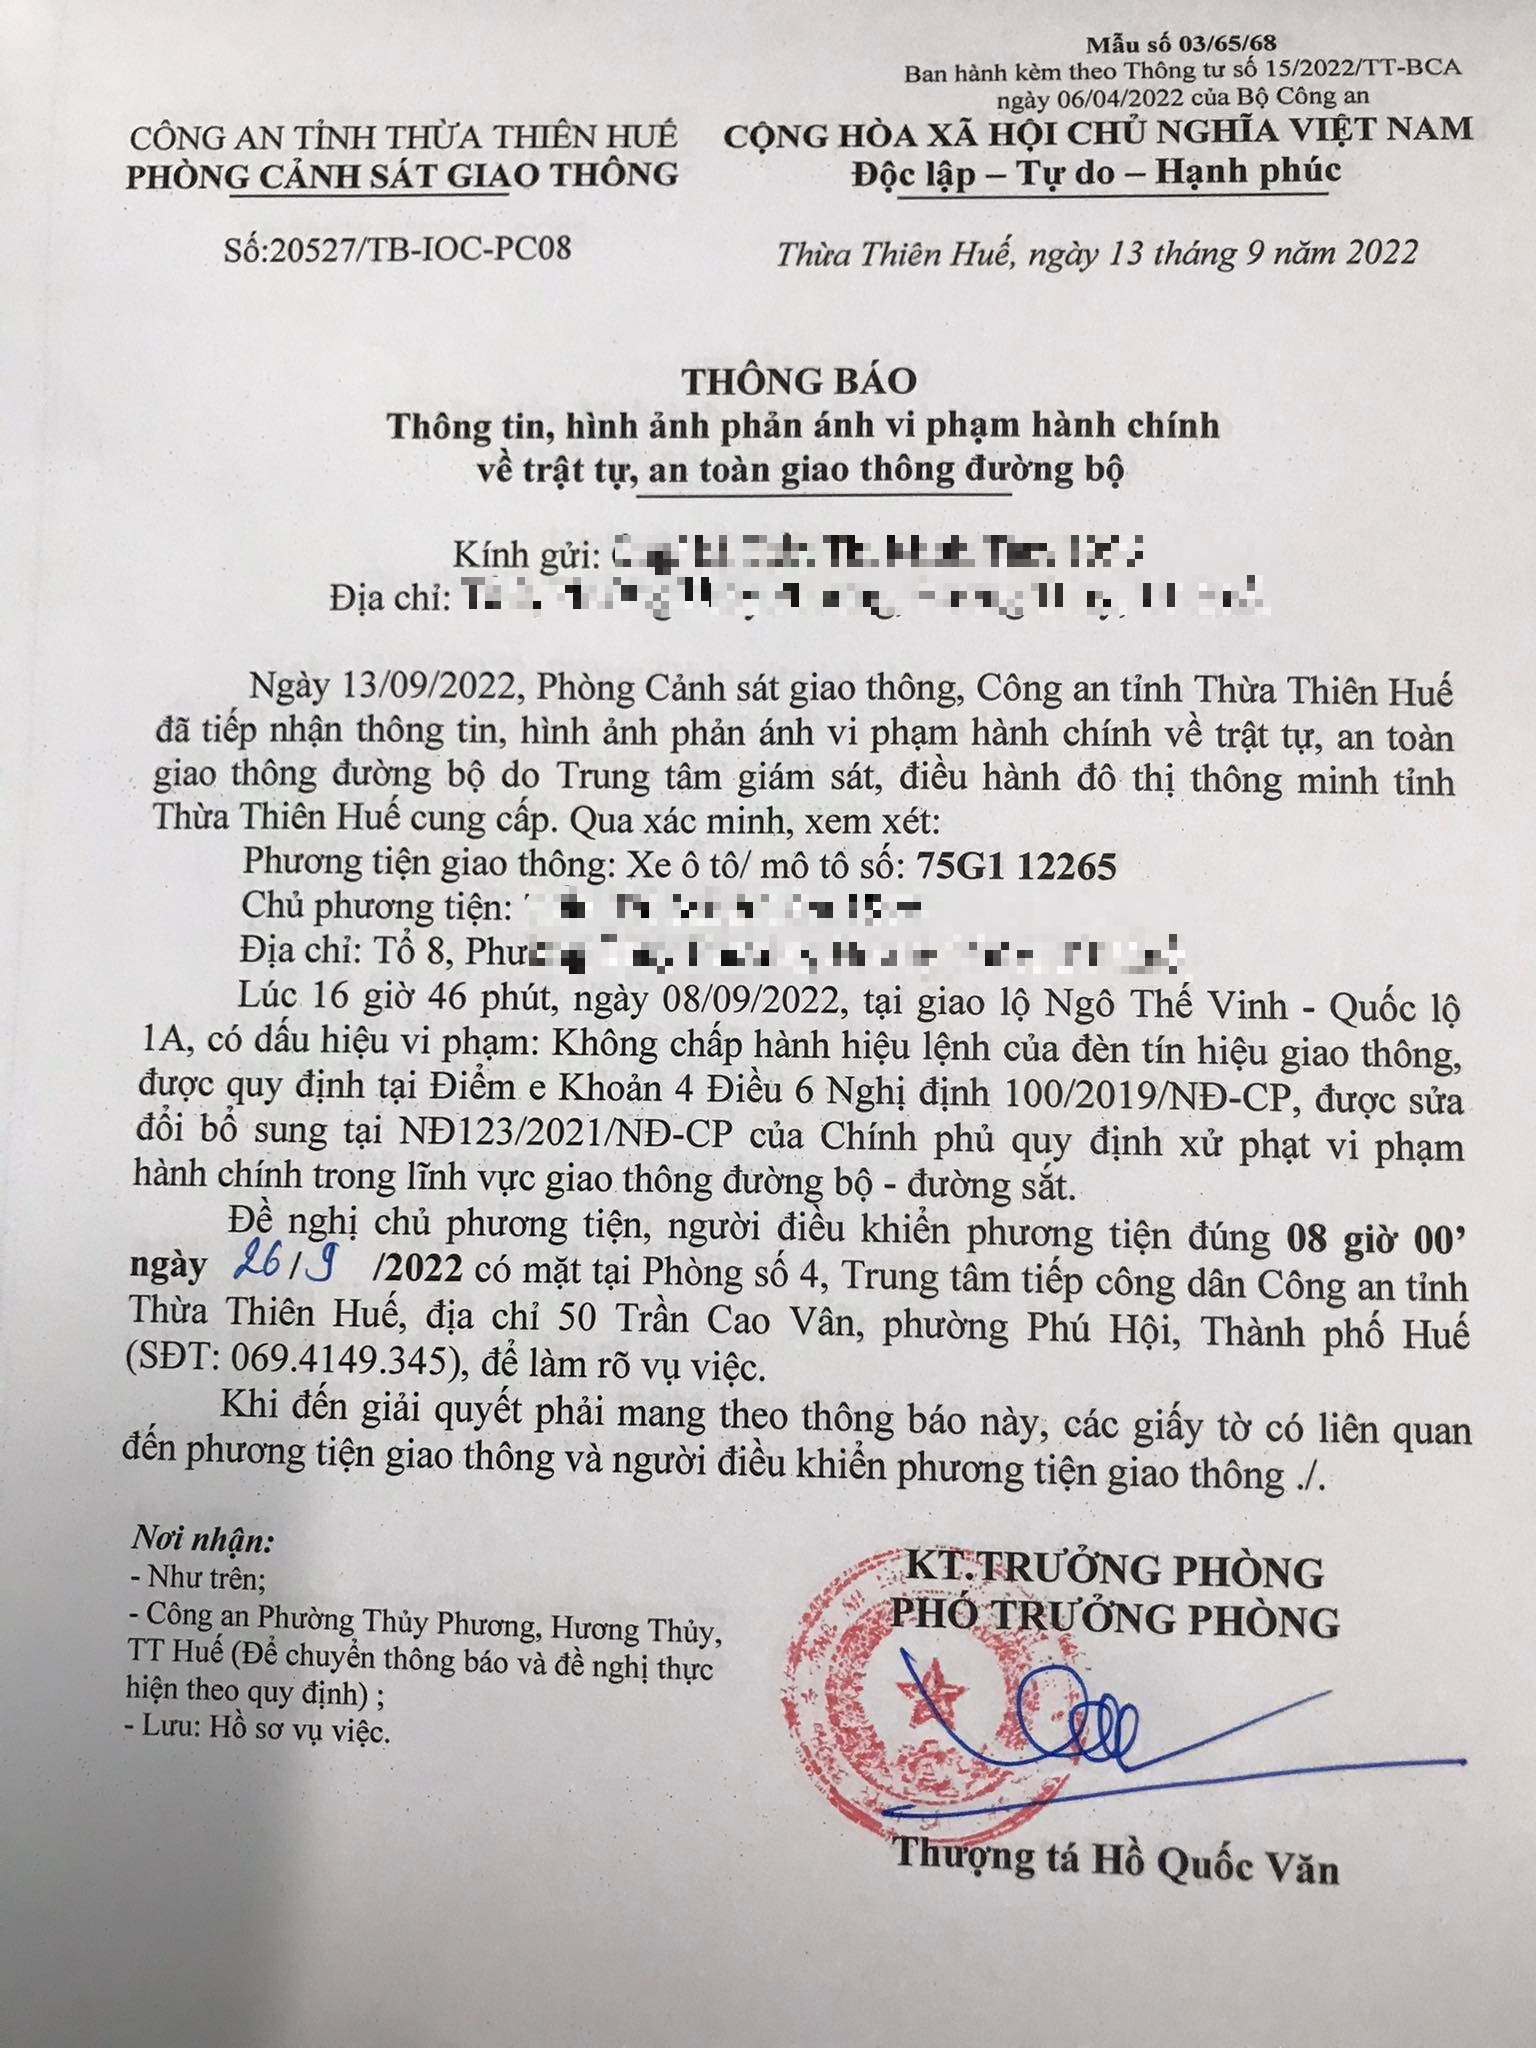 Mẫu số 03/65/68
Ban hành kèm theo Thông tư số 15/2022/TT-BCA
ngày 06/04/2022 của Bộ Công an
CÔNG AN TỈNH THỪA THIÊN HUẾ
PHÒNG CẢNH SÁT GIAO THÔNG
CỘNG HÒA XÃ HỘI CHỦ NGHĨA VIỆT NAM
Độc lập – Tự do – Hạnh phúc
Số:20527/TB-IOC-PC08
Thừa Thiên Huế, ngày 13 tháng 9 năm 2022
THÔNG BÁO
Thông tin, hình ảnh phản ánh vi phạm hành chính
về trật tự, an toàn giao thông đường bộ
Kính gửi:
Địa chỉ:
Ngày 13/09/2022, Phòng Cảnh sát giao thông, Công an tỉnh Thừa Thiên Huế
đã tiếp nhận thông tin, hình ảnh phản ánh vi phạm hành chính về trật tự, an toàn
giao thông đường bộ do Trung tâm giám sát, điều hành đô thị thông minh tỉnh
Thừa Thiên Huế cung cấp. Qua xác minh, xem xét:
Phương tiện giao thông: Xe ô tô/ mô tô số: 75G1 12265
Chủ phương tiện:
Địa chỉ: Tổ 8,
Lúc 16 giờ 46 phút, ngày 08/09/2022, tại giao lộ Ngô Thế Vinh - Quốc lộ
1A, có dấu hiệu vi phạm: Không chấp hành hiệu lệnh của đèn tín hiệu giao thông,
được quy định tại Điểm e Khoản 4 Điều 6 Nghị định 100/2019/NĐ-CP, được sửa
đổi bổ sung tại NĐ123/2021/NĐ-CP của Chính phủ quy định xử phạt vi phạm
hành chính trong lĩnh vực giao thông đường bộ - đường sắt.
Đề nghị chủ phương tiện, người điều khiển phương tiện đúng 08 giờ 00’
ngày 26/9 /2022 có mặt tại Phòng số 4, Trung tâm tiếp công dân Công an tỉnh
Thừa Thiên Huế, địa chỉ 50 Trần Cao Vân, phường Phú Hội, Thành phố Huế
(SĐT: 069.4149.345), để làm rõ vụ việc.
Khi đến giải quyết phải mang theo thông báo này, các giấy tờ có liên quan
đến phương tiện giao thông và người điều khiển phương tiện giao thông ./.
Nơi nhận:
- Như trên;
- Công an Phường Thủy Phương, Hương Thủy,
TT Huế (Để chuyển thông báo và đề nghị thực
hiện theo quy định) ;
- Lưu: Hồ sơ vụ việc.
KT.TRƯỞNG PHÒNG
PHÓ TRƯỞNG PHÒNG
Thượng tá Hồ Quốc Văn